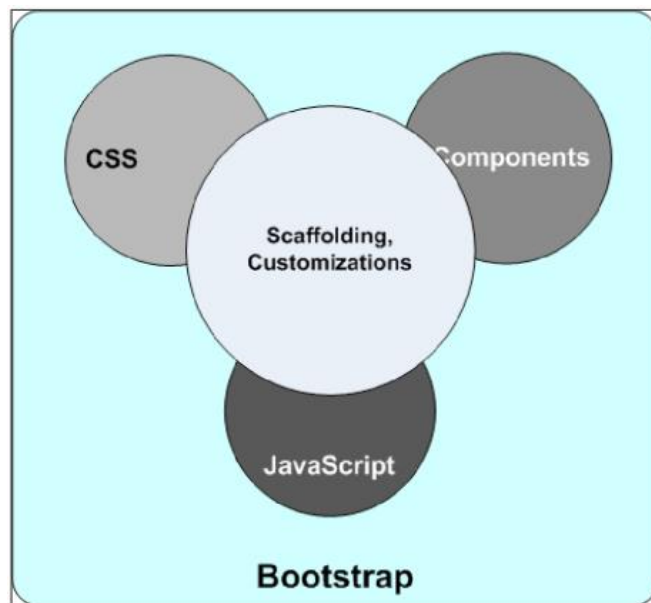 CSS
Components
Scaffolding,
Customizations
JavaScript
Bootstrap